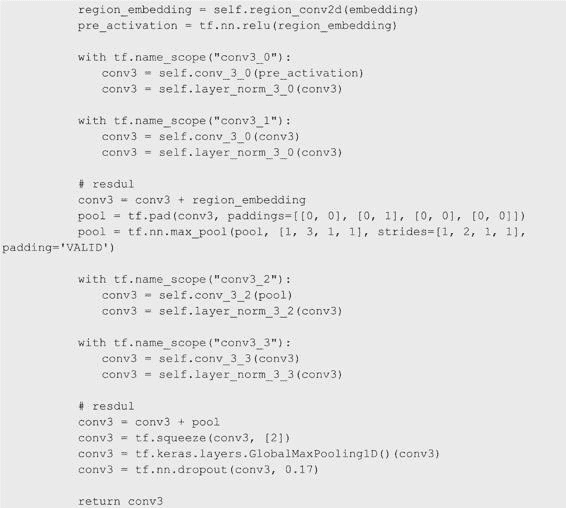 region_embedding = self.region_conv2d(embedding)
pre_activation = tf.nn.relu(region_embedding)
with tf.name_scope("conv3_0"):
conv3 = self.conv_3_0(pre_activation)
conv3 = self.layer_norm_3_0(conv3)
with tf.name_scope("conv3_1"):
conv3 = self.conv_3_0(conv3)
conv3 = self.layer_norm_3_0(conv3)
# resdul
conv3 = conv3 + region_embedding
pool = tf.pad(conv3, paddings=[[0, 0], [0, 1], [0, 0], [0, 0]])
pool = tf.nn.max_pool(pool, [1, 3, 1, 1], strides=[1, 2, 1, 1],
padding='VALID')
with tf.name_scope("conv3_2"):
conv3 = self.conv_3_2(pool)
conv3 = self.layer_norm_3_2(conv3)
with tf.name_scope("conv3_3"):
conv3 = self.conv_3_3(conv3)
conv3 = self.layer_norm_3_3(conv3)
# resdul
conv3 = conv3 + pool
conv3 = tf.squeeze(conv3, [2])
conv3 = tf.keras.layers.GlobalMaxPooling1D()(conv3)
conv3 = tf.nn.dropout(conv3, 0.17)
return conv3